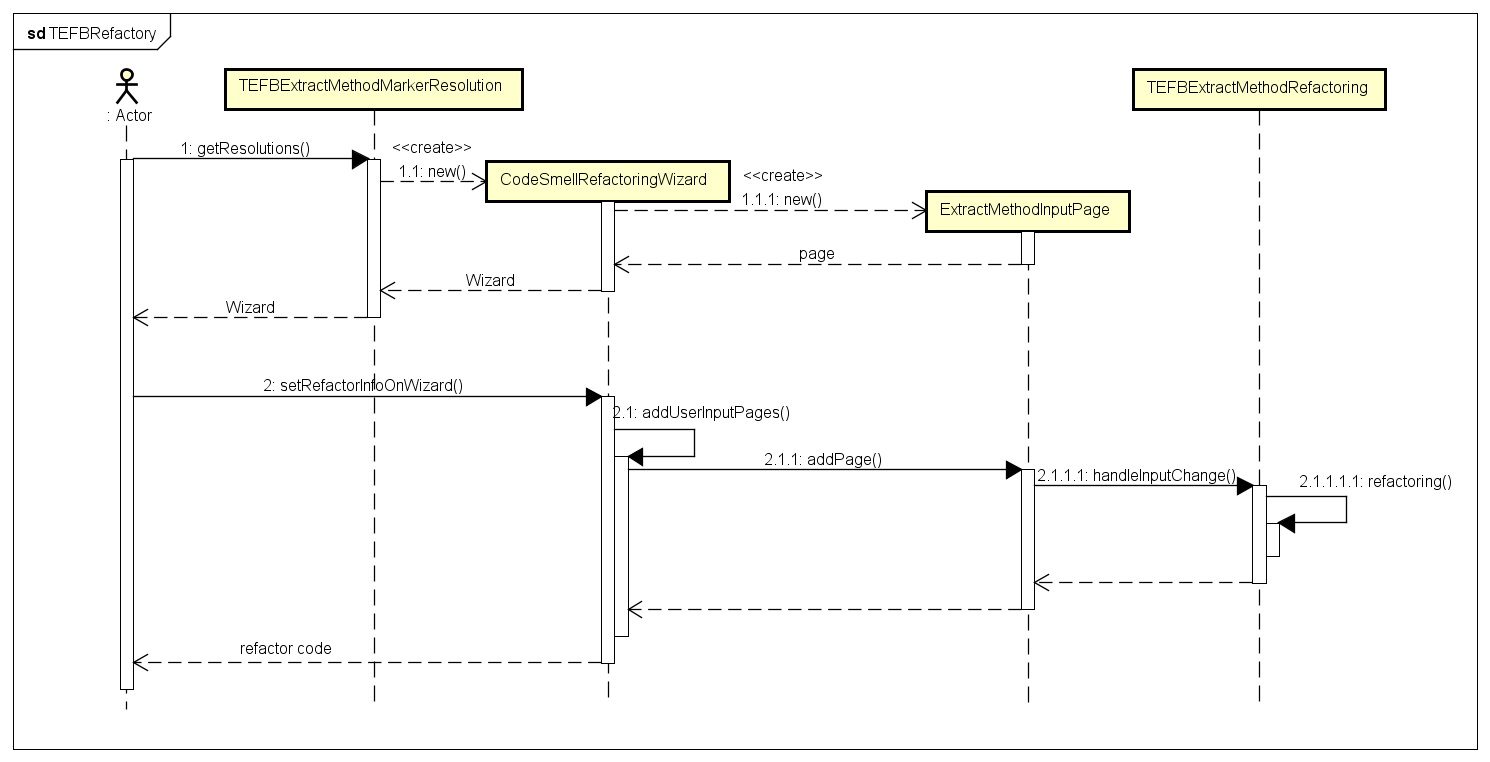 sd TEFBRefactory
: Actor
TEFBExtractMethodMarkerResolution
TEFBExtractMethodRefactoring
1: getResolutions()
<<create>>
1.1: new()
CodeSmellRefactoringWizard
<<create>>
1.1.1: new()
ExtractMethodInputPage
page
Wizard
Wizard
2: setRefactorInfoOnWizard()
2.1: addUserInputPages()
2.1.1: addPage()
2.1.1.1: handleInputChange()
2.1.1.1.1: refactoring()
refactor code